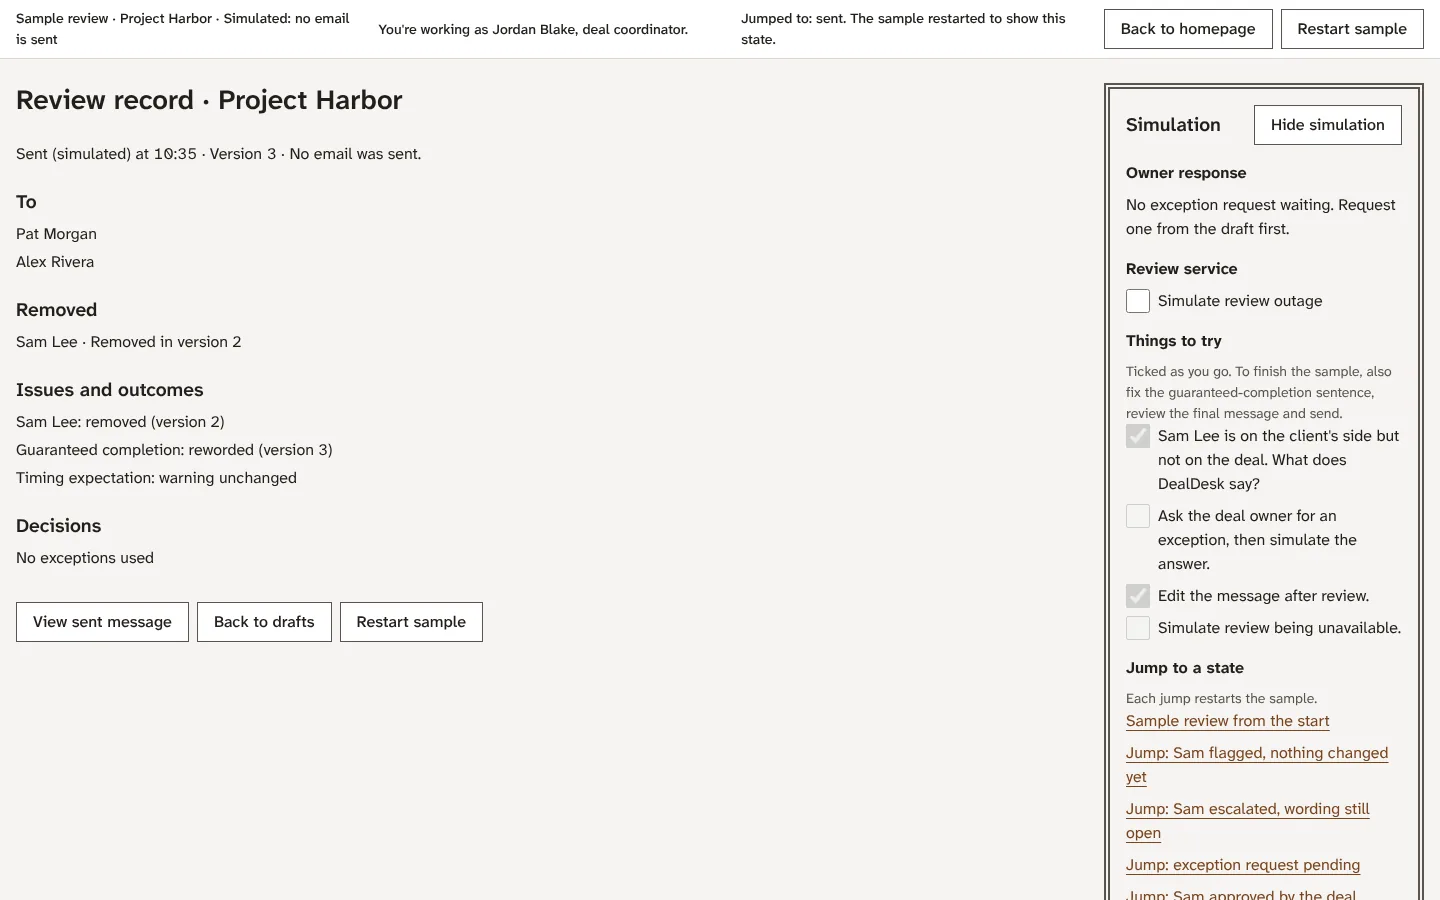 Sample review · Project Harbor · Simulated: no email
is sent
You're working as Jordan Blake, deal coordinator.
Jumped to: sent. The sample restarted to show this
state.
Back to homepage
Restart sample
Review record · Project Harbor
Sent (simulated) at 10:35 · Version 3 · No email was sent.
To
Pat Morgan
Alex Rivera
Removed
Sam Lee · Removed in version 2
Issues and outcomes
Sam Lee: removed (version 2)
Guaranteed completion: reworded (version 3)
Timing expectation: warning unchanged
Decisions
No exceptions used
View sent message
Back to drafts
Restart sample
Simulation
Hide simulation
Owner response
No exception request waiting. Request
one from the draft first.
Review service
Simulate review outage
Things to try
Ticked as you go. To finish the sample, also
fix the guaranteed-completion sentence,
review the final message and send.
Sam Lee is on the client's side but
not on the deal. What does
DealDesk say?
Ask the deal owner for an
exception, then simulate the
answer.
Edit the message after review.
Simulate review being unavailable.
Jump to a state
Each jump restarts the sample.
Sample review from the start
Jump: Sam flagged, nothing changed
yet
Jump: Sam escalated, wording still
open
Jump: exception request pending
Jump: Sam approved by the deal